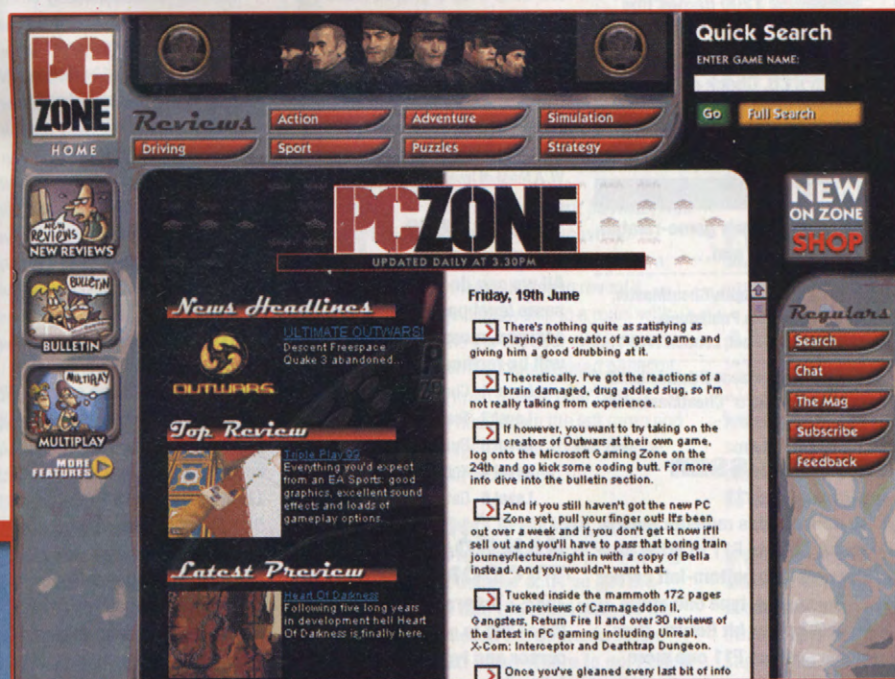 PC
ZONE
HOME
Quick Search
ENTER GAME NAME:
Go
Full Search
Reviews
Action
Adventure
Simulation
Driving
Sport
Puzzles
Strategy
NEW REVIEWS
NEW REVIEWS
BULLETIN
BULLETIN
MULTIPLAY
MULTIPLAY
MORE
FEATURES
PCZONE
UPDATED DAILY AT 3.30PM
News Headlines
OUTWARS
ULTIMATE OUTWARS!
Descent Freespace
Quake 3 abandoned...
Top Review
Triple Play'99
Everything you'd expect
from an EA Sports: good
graphics, excellent sound
effects and loads of
gameplay options...
Latest Preview
Heart Of Darkness
Following five long years
in development hell Heart
Of Darkness is finally here.
Friday, 19th June
There's nothing quite as satisfying as
playing the creator of a great game and
giving him a good drubbing at it.
Theoretically. I've got the reactions of a
brain damaged, drug addled slug, so I'm
not really talking from experience.
If however, you want to try taking on the
creators of Outwars at their own game,
log onto the Microsoft Gaming Zone on the
24th and go kick some coding butt. For more
info dive into the bulletin section.
And if you still haven't got the new PC
Zone yet, pull your finger out! It's been
out over a week and if you don't get it now it'll
sell out and you'll have to pass that boring train
journey/lecture/night in with a copy of Bella
instead. And you wouldn't want that.
Tucked inside the mammoth 172 pages
are previews of Carmageddon II,
Gangsters, Return Fire II and over 30 reviews of
the latest in PC gaming including Unreal,
X-Com: Interceptor and Deathtrap Dungeon.
Once you've gleaned every last bit of info
NEW
ON ZONE
SHOP
Regulars
Search
Chat
The Mag
Subscribe
Feedback